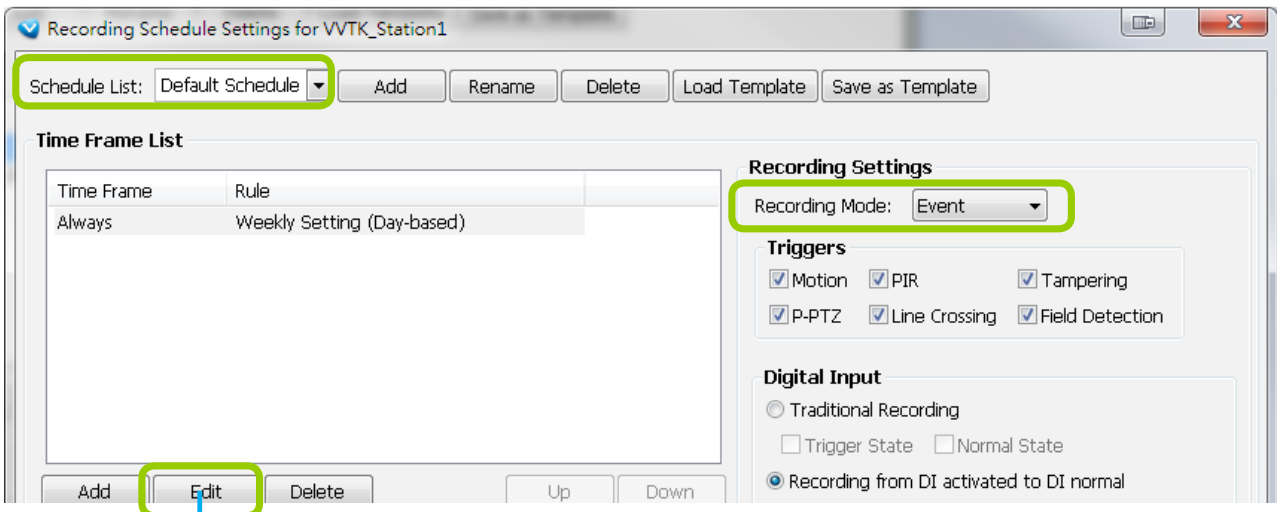 Recording Schedule Settings for VVTK_Station1
Schedule List: Default Schedule Add Rename Delete Load Template Save as Template
Time Frame List
Time Frame Rule
Always Weekly Setting (Day-based)
Add Edit Delete Up Down
Recording Settings
Recording Mode: Event
Triggers
Motion PIR Tampering
P-PTZ Line Crossing Field Detection
Digital Input
Traditional Recording
Trigger State Normal State
Recording from DI activated to DI normal